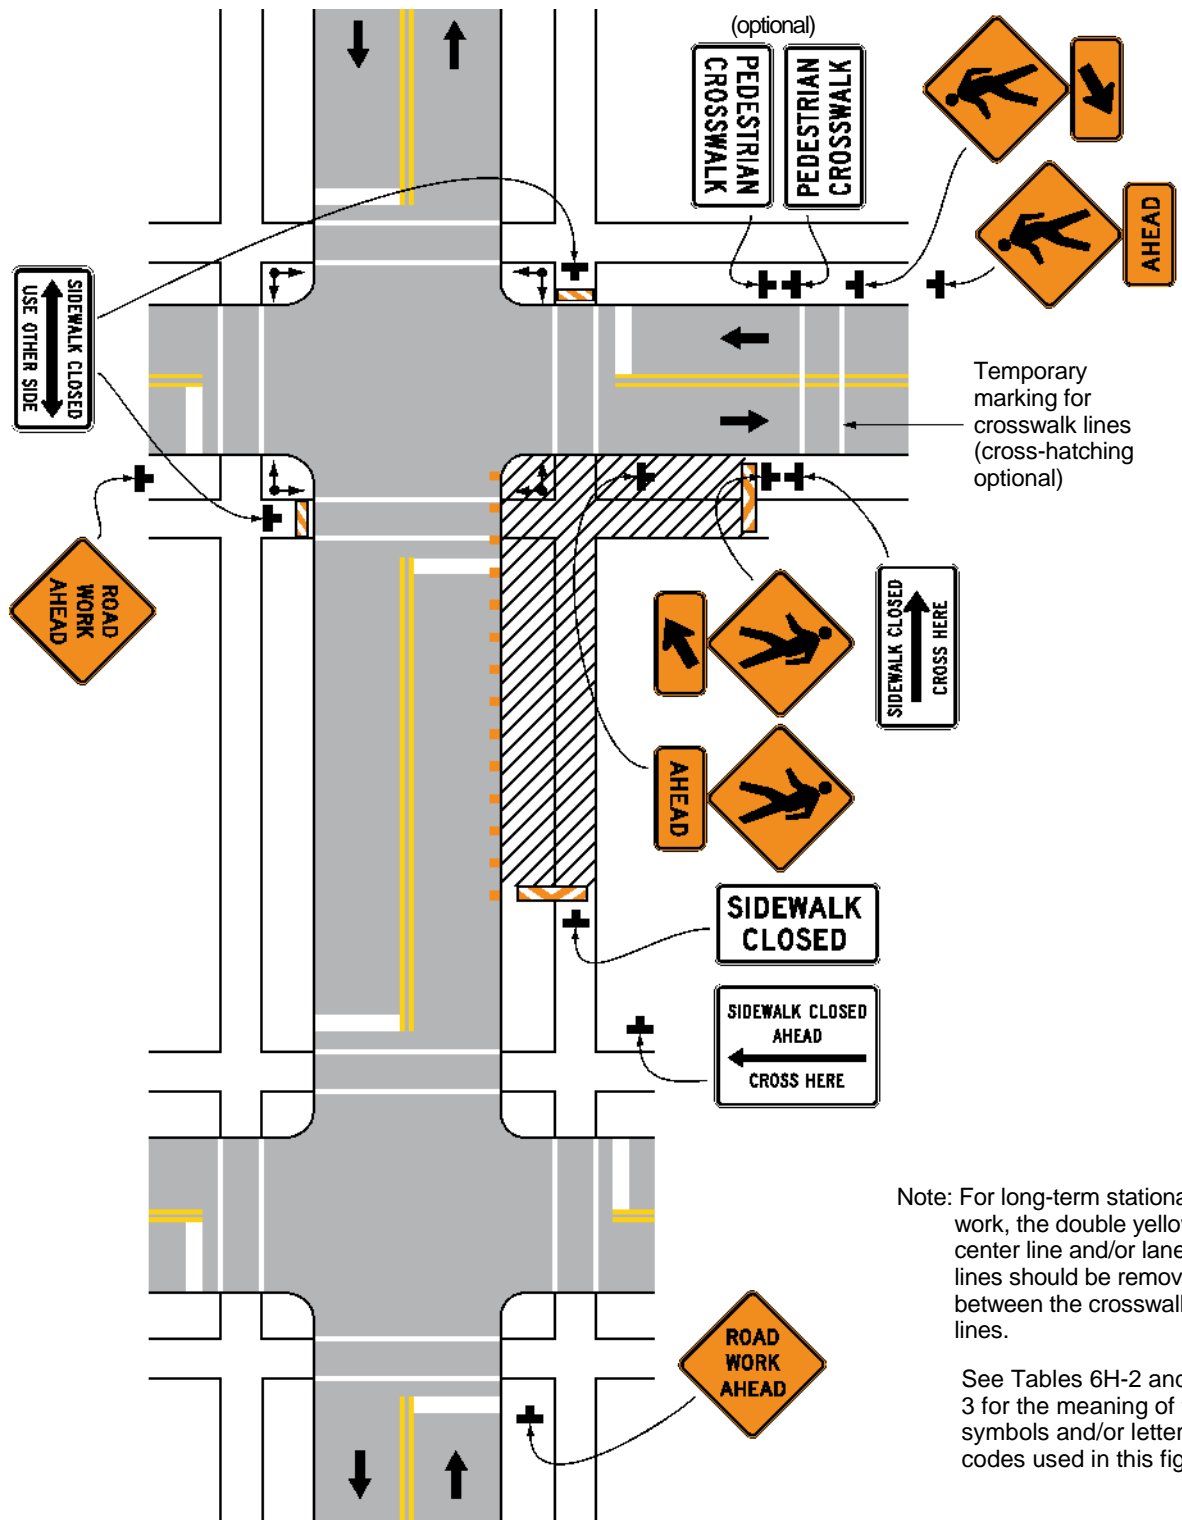 (optional)
PEDESTRIAN
CROSSWALK
PEDESTRIAN
CROSSWALK
AHEAD
SIDEWALK CLOSED
USE OTHER SIDE
Temporary
marking for
crosswalk lines
(cross-hatching
optional)
ROAD
WORK
AHEAD
SIDEWALK CLOSED
CROSS HERE
AHEAD
SIDEWALK
CLOSED
SIDEWALK CLOSED
AHEAD
CROSS HERE
Note: For long-term stationa
work, the double yellow
center line and/or lane
lines should be remov
between the crosswalk
lines.
ROAD
WORK
AHEAD
See Tables 6H-2 and
3 for the meaning of
symbols and/or letter
codes used in this fig